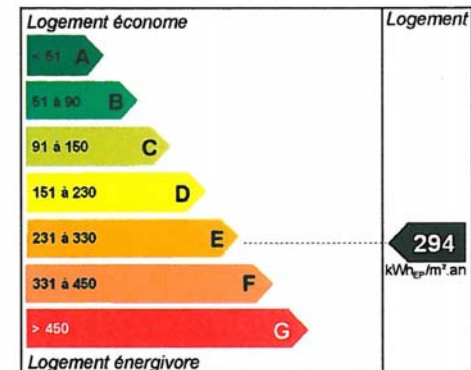 Logement économe
Logement
< 51 A
51 à 90 B
91 à 150 C
151 à 230 D
231 à 330 E
294
kWhEP/m².an
331 à 450 F
> 450 G
Logement énergivore